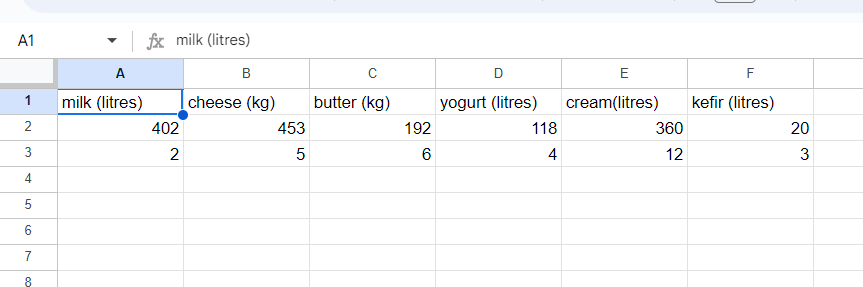 A1 fx milk (litres)
A B C D E F
1 milk (litres) cheese (kg) butter (kg) yogurt (litres) cream(litres) kefir (litres)
2 402 453 192 118 360 20
3 2 5 6 4 12 3
4
5
6
7
8